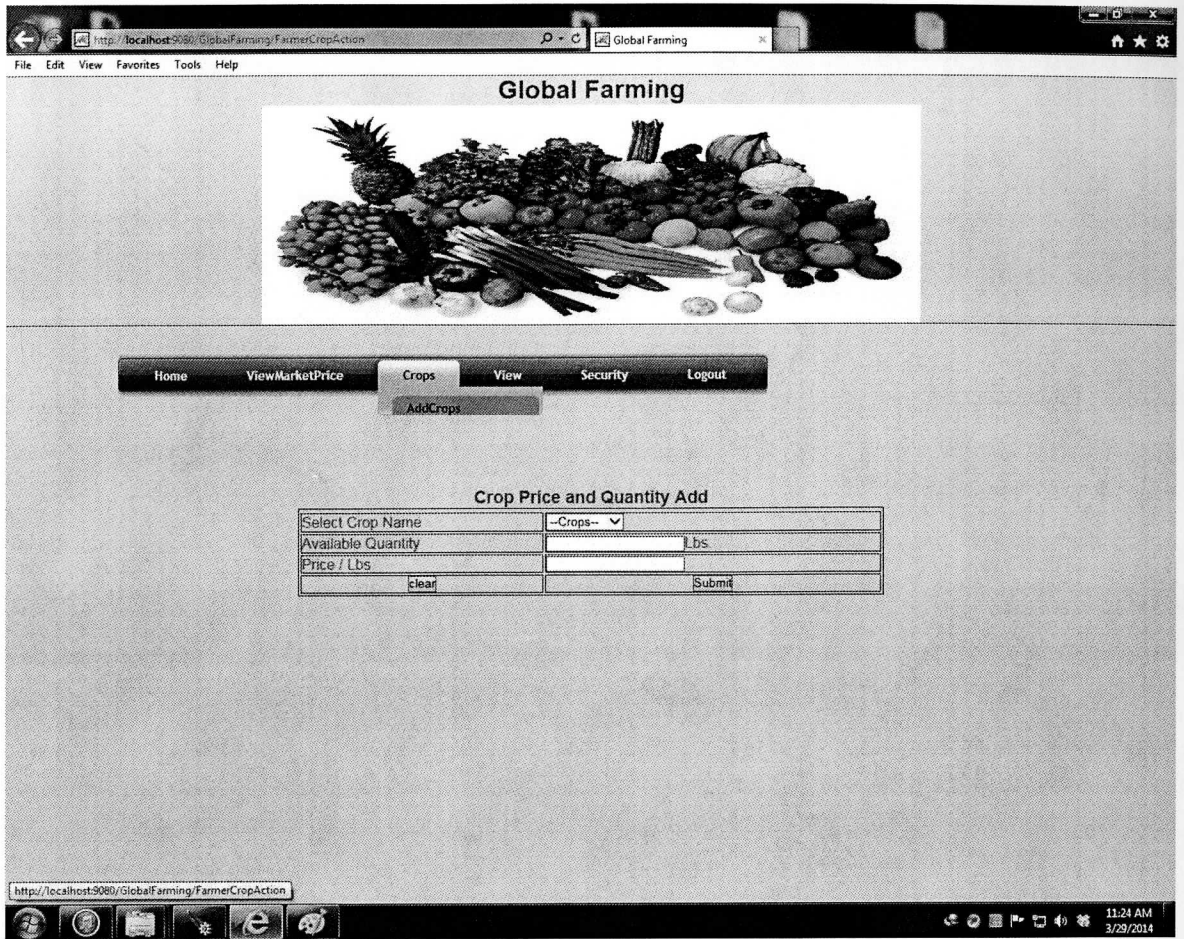 http://localhost:9080/GlobalFarming/FarmerCropAction
Global Farming
File Edit View Favorites Tools Help
Global Farming
Home ViewMarketPrice Crops View Security Logout
AddCrops
Crop Price and Quantity Add
Select Crop Name --Crops--
Available Quantity Lbs
Price / Lbs
clear Submit
http://localhost:9080/GlobalFarming/FarmerCropAction
11:24 AM
3/29/2014